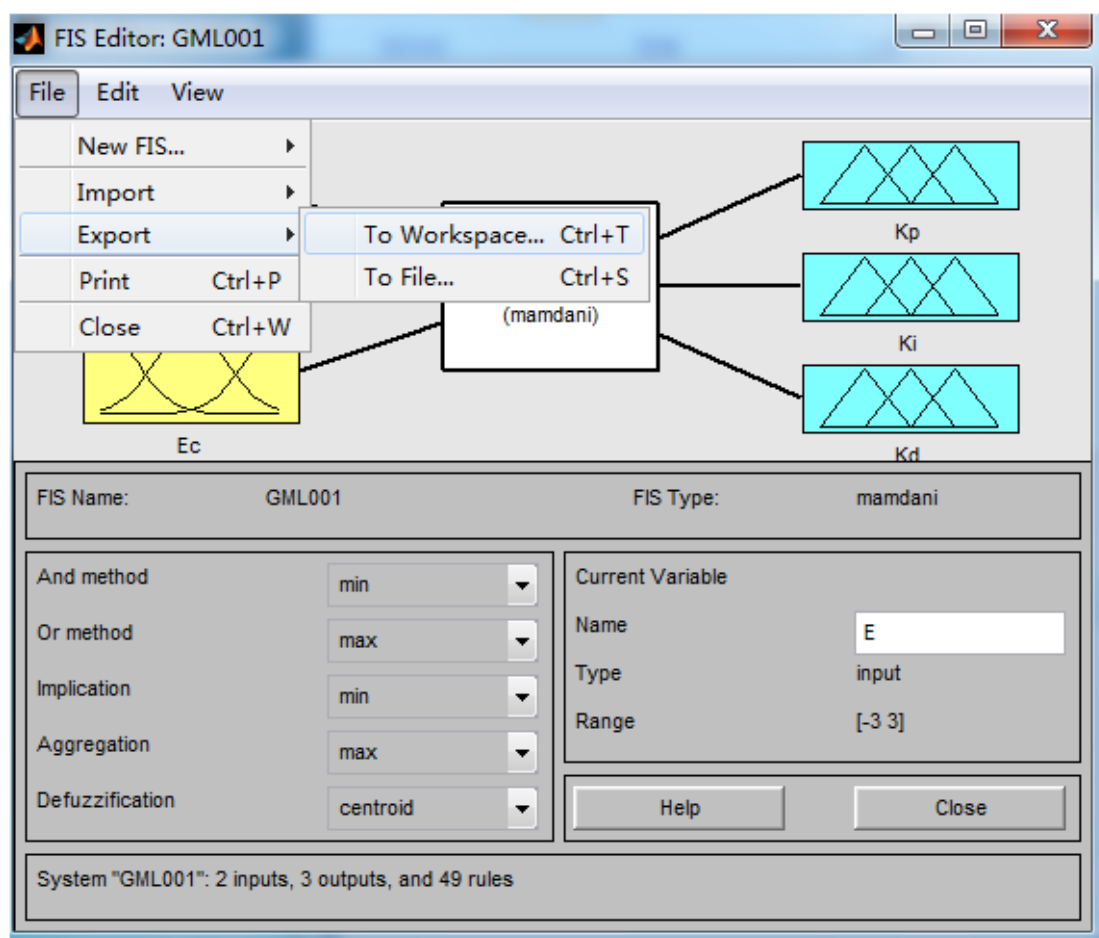 FIS Editor: GML001
File Edit View
New FIS...
Import
Export
Print Ctrl+P
Close Ctrl+W
To Workspace... Ctrl+T
To File... Ctrl+S
(mamdani)
Kp
Ki
Kd
Ec
FIS Name: GML001 FIS Type: mamdani
And method min
Or method max
Implication min
Aggregation max
Defuzzification centroid
Current Variable
Name E
Type input
Range [-3 3]
Help Close
System "GML001": 2 inputs, 3 outputs, and 49 rules